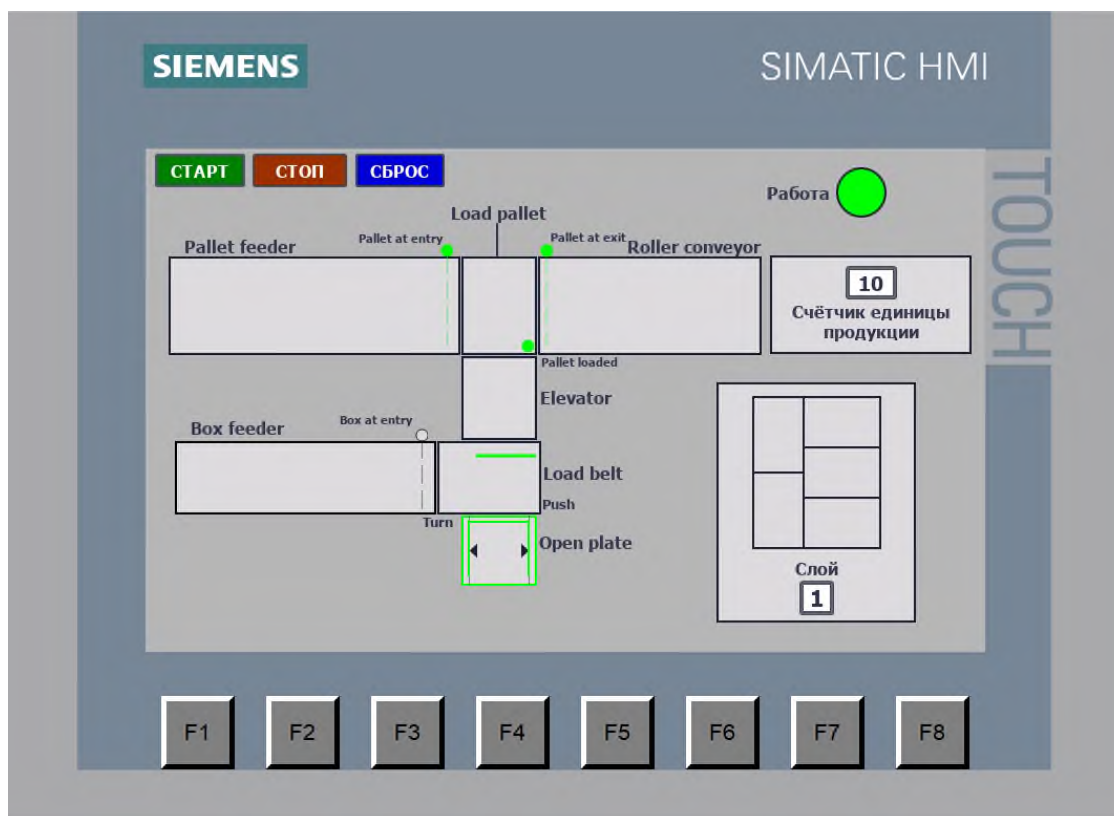 SIEMENS
SIMATIC HMI
TOUCH
СТАРТ
СТОП
СБРОС
Работа
Load pallet
Pallet feeder
Pallet at entry
Pallet at exit
Roller conveyor
10
Счётчик единицы
продукции
Pallet loaded
Elevator
Box feeder
Box at entry
Load belt
Push
Turn
Open plate
Слой
1
F1
F2
F3
F4
F5
F6
F7
F8